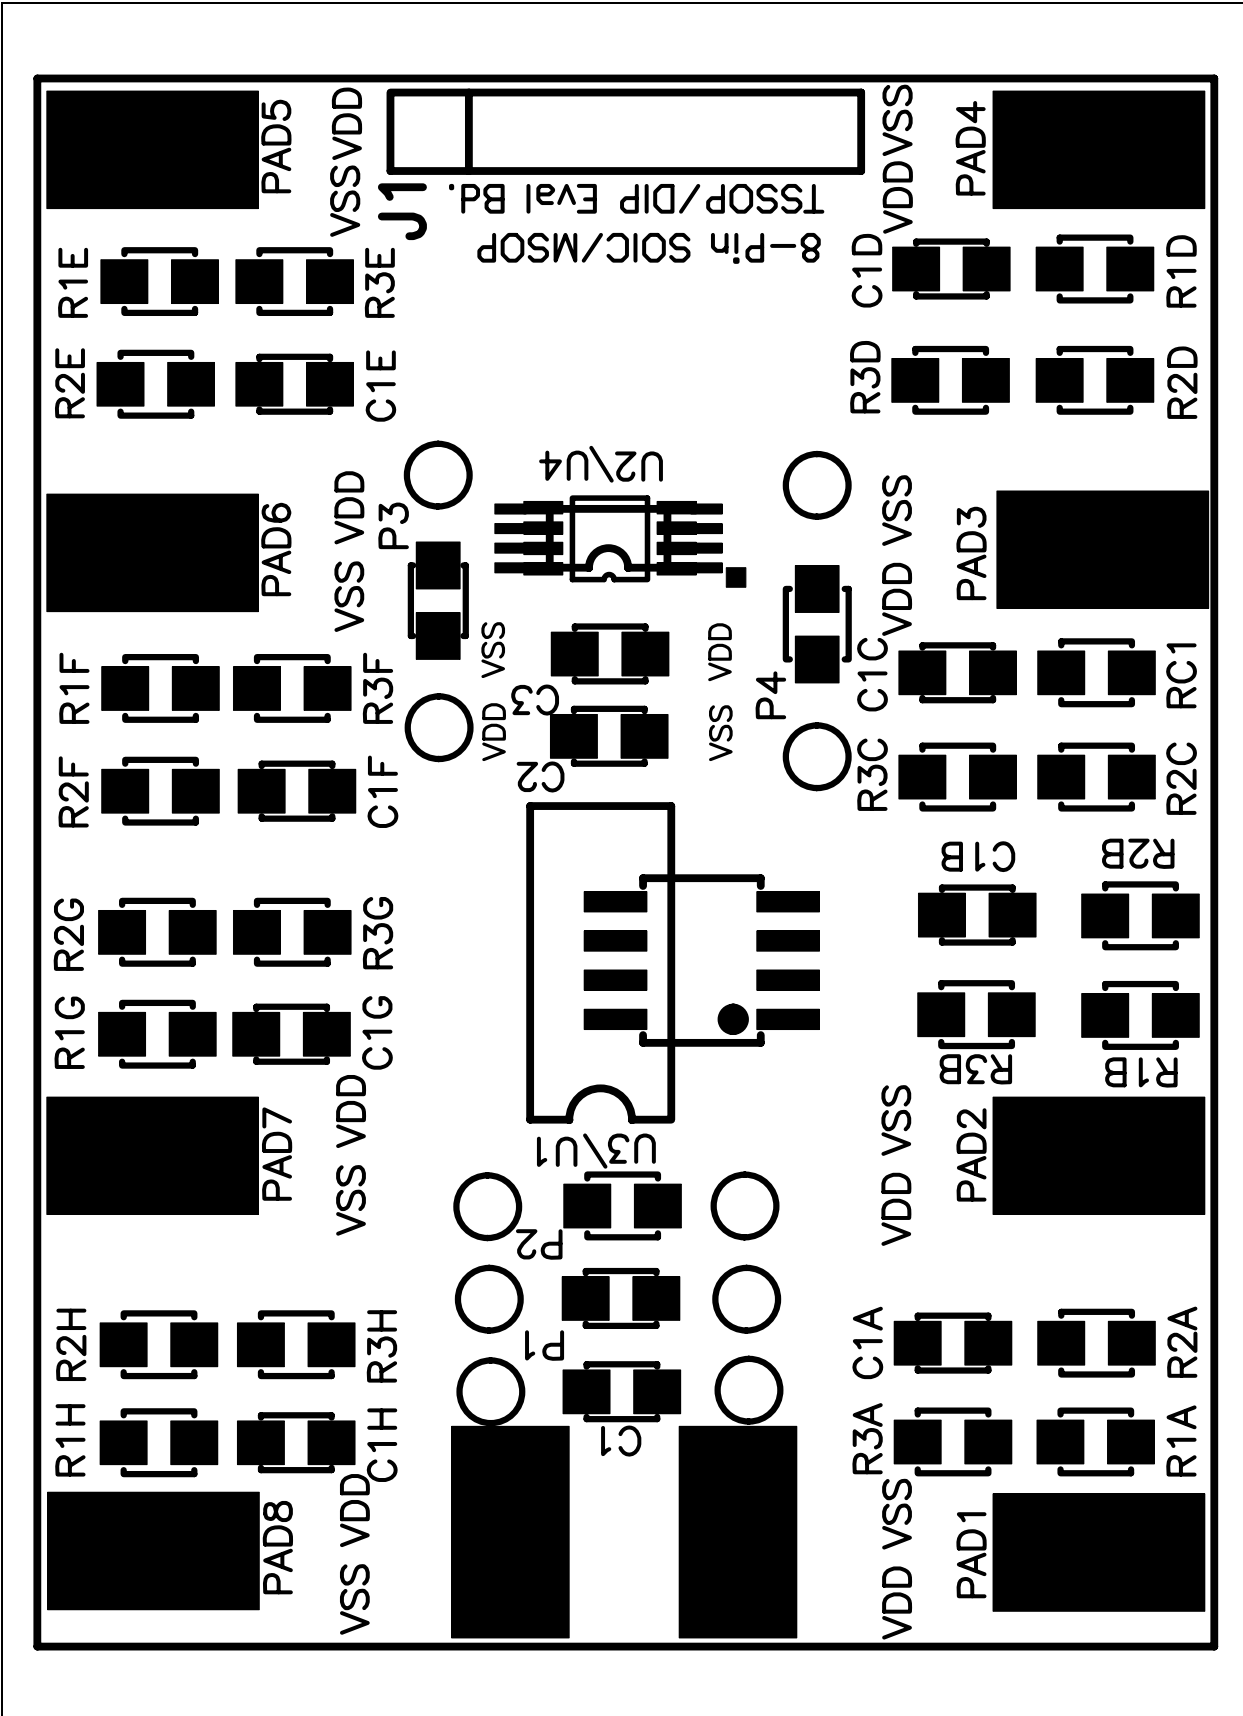 PAD5
VSSVDD
J1
TSSOP/DIP Eval Bd.
8-Pin SOIC/MSOP
VDDVSS
PAD4
R1E
R3E
C1D
R1D
R2E
C1E
R3D
R2D
U2\U4
PAD6
VSS VDD
P3
VDD VSS
PAD3
R1F
R3F
VSS
VDD
C3
P4
C1C
RC1
VDD
VSS
C2
R2F
C1F
R3C
R2C
C1B
R2B
R2G
R3G
R1G
C1G
R3B
R1B
PAD7
VSS VDD
U3\U1
VDD VSS
PAD2
P2
R2H
R3H
P1
C1A
R2A
R1H
C1H
C1
R3A
R1A
PAD8
VSS VDD
VDD VSS
PAD1